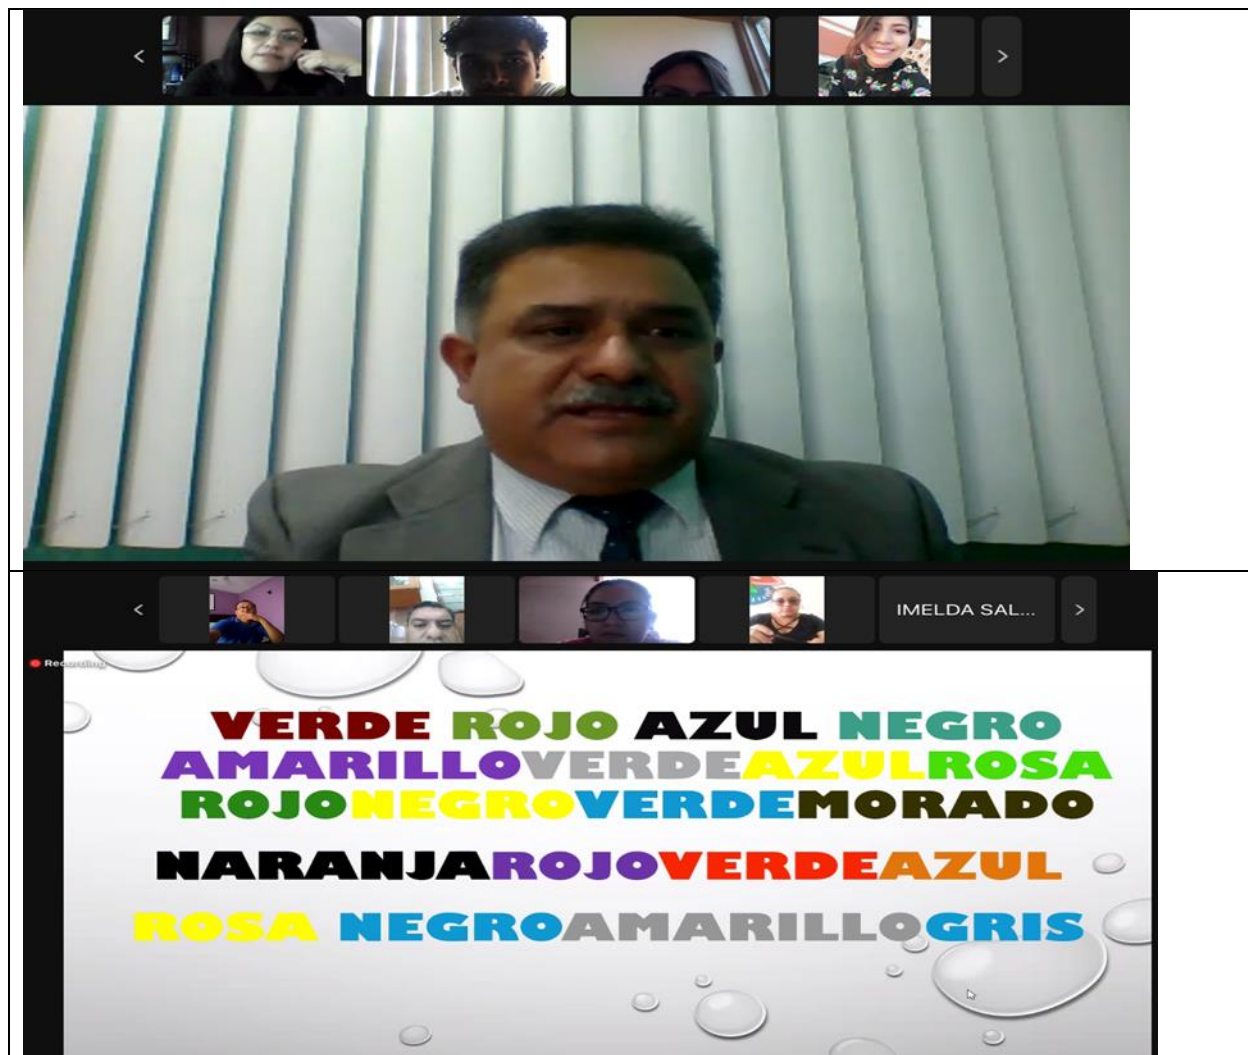 IMELDA SAL...
Recording
VERDE ROJO AZUL NEGRO
AMARILLOVERDEAZULROSA
ROJONEGROVERDEMORADO
NARANJAROJOVERDEAZUL
ROSA NEGROAMARILLOGRIS